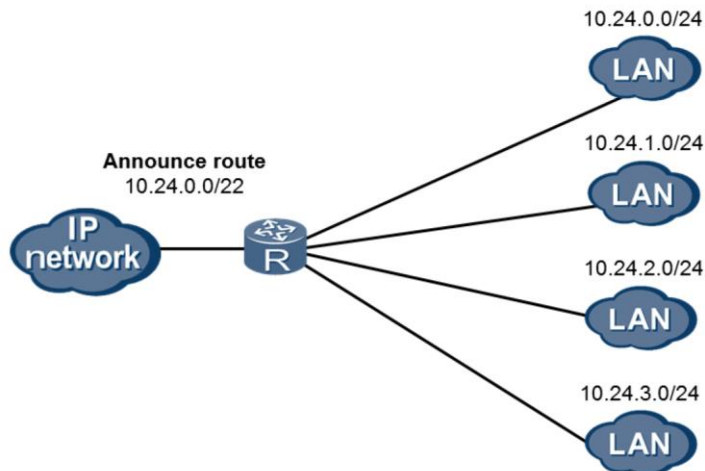 10.24.0.0/24
LAN
10.24.1.0/24
LAN
Announce route
10.24.0.0/22
IP
network
R
10.24.2.0/24
LAN
10.24.3.0/24
LAN